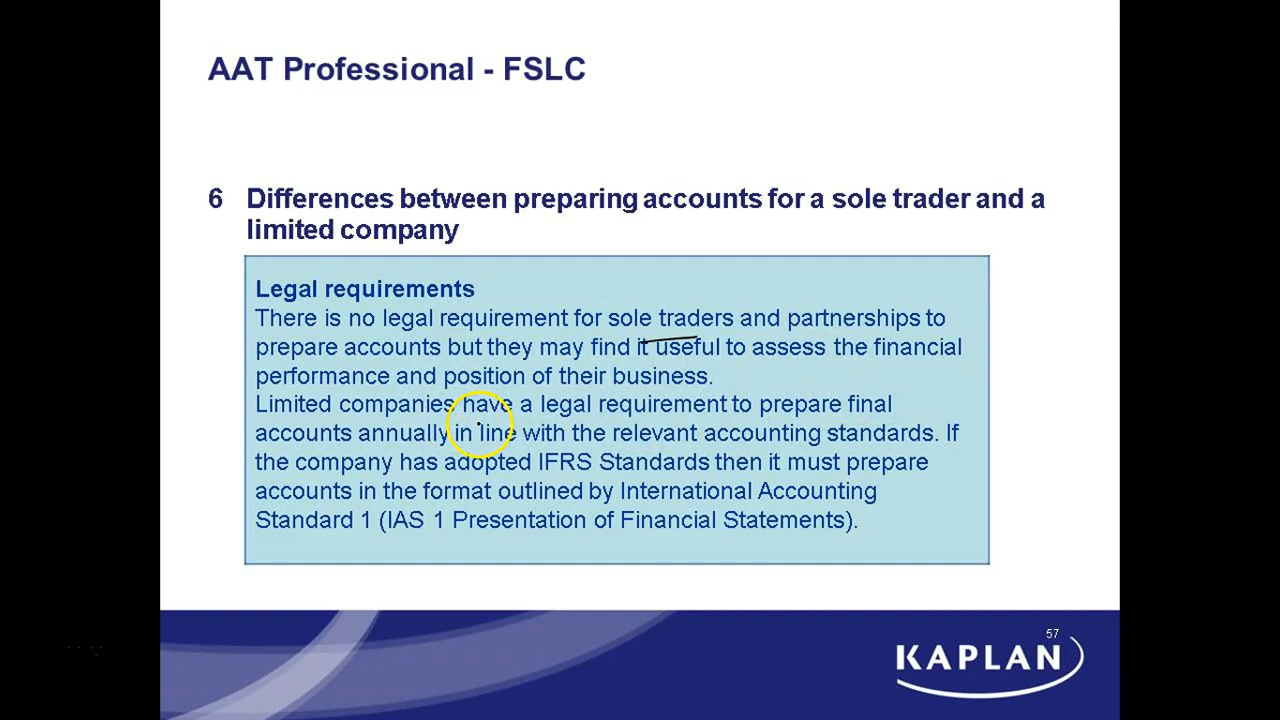 AAT Professional - FSLC
6 Differences between preparing accounts for a sole trader and a
limited company
Legal requirements
There is no legal requirement for sole traders and partnerships to
prepare accounts but they may find it useful to assess the financial
performance and position of their business.
Limited companies have a legal requirement to prepare final
accounts annually in line with the relevant accounting standards. If
the company has adopted IFRS Standards then it must prepare
accounts in the format outlined by International Accounting
Standard 1 (IAS 1 Presentation of Financial Statements).
57
KAPLAN